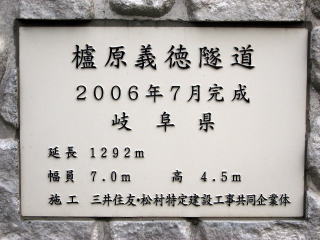 櫨原義徳隧道
2006年7月完成
岐阜県
延長 1292m
幅員 7.0m 高 4.5m
施工 三井住友・松村特定建設工事共同企業体